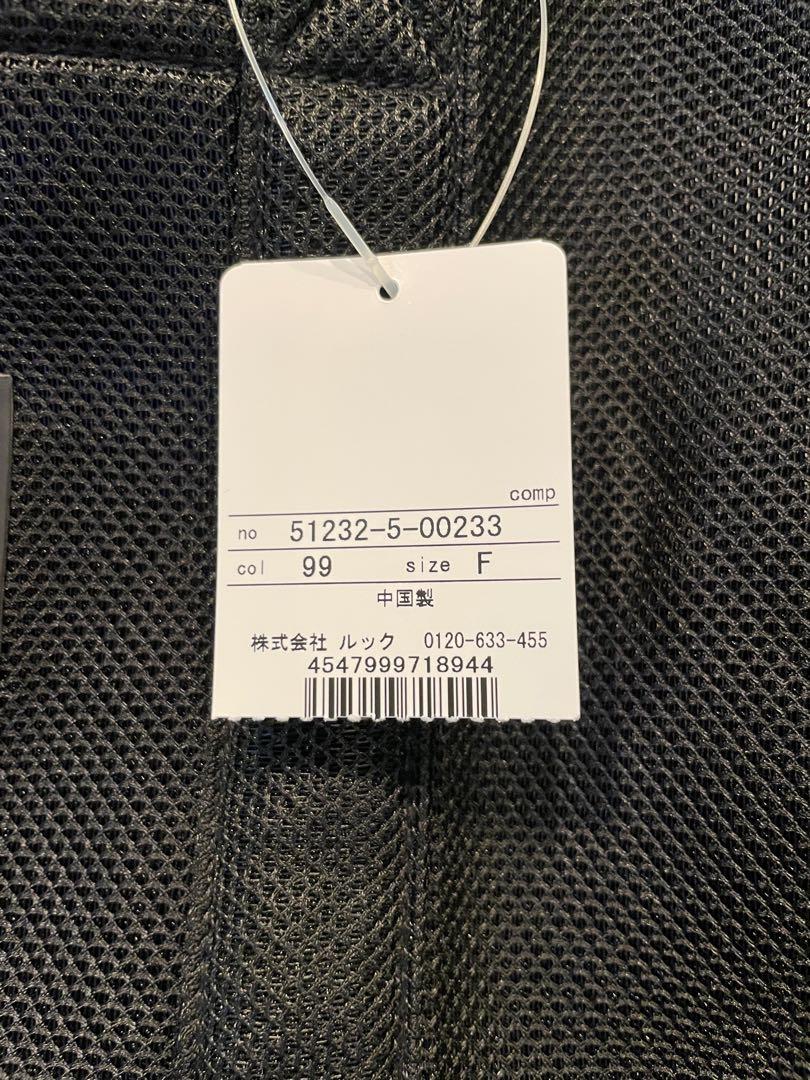 comp
no 51232-5-00233
col 99 size F
中国製
株式会社 ルック 0120-633-455
4547999718944